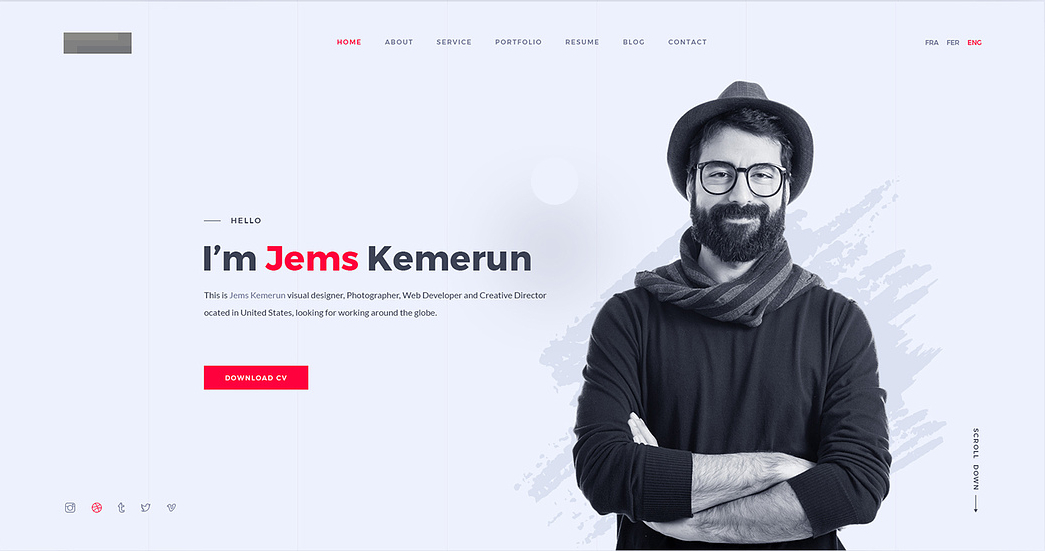 HOME ABOUT SERVICE PORTFOLIO RESUME BLOG CONTACT
FRA FER ENG
HELLO
I'm Jems Kemerun
This is Jems Kemerun visual designer, Photographer, Web Developer and Creative Director
ocated in United States, looking for working around the globe.
DOWNLOAD CV
SCROLL DOWN